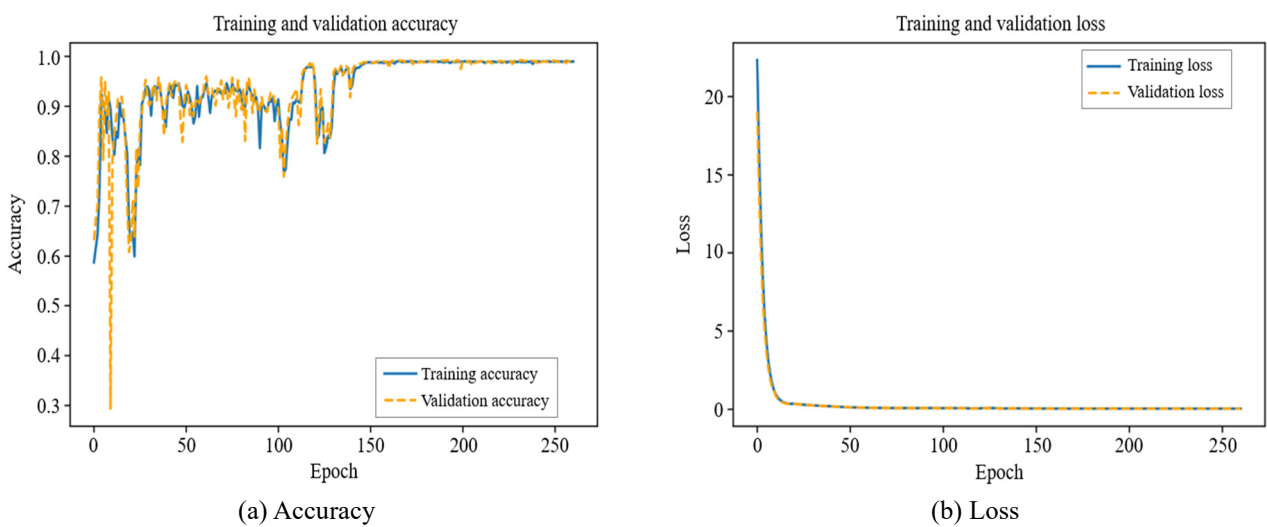 Training and validation accuracy
1.0
0.9
0.8
0.7
0.6
0.5
0.4
0.3
Accuracy
Training accuracy
Validation accuracy
0 50 100 150 200 250
Epoch
(a) Accuracy
Training and validation loss
Training loss
Validation loss
20
15
10
5
0
Loss
0 50 100 150 200 250
Epoch
(b) Loss